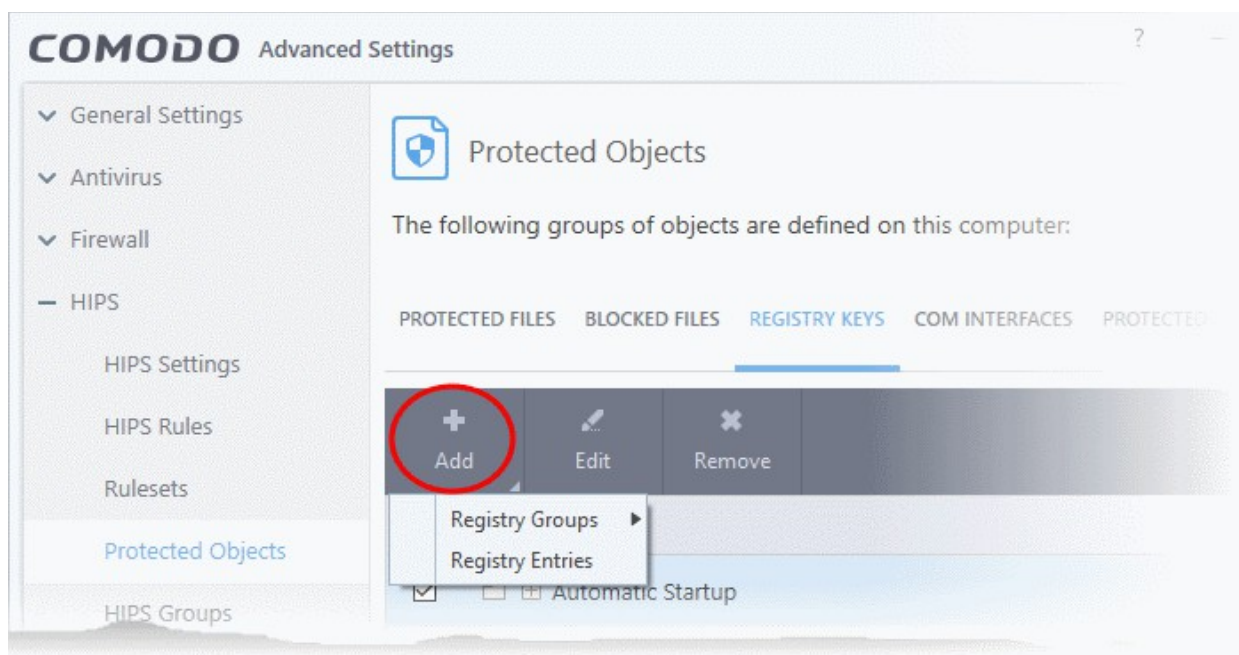 COMODO Advanced Settings
?
General Settings
Antivirus
Firewall
HIPS
HIPS Settings
HIPS Rules
Rulesets
Protected Objects
HIPS Groups
Protected Objects
The following groups of objects are defined on this computer:
PROTECTED FILES BLOCKED FILES REGISTRY KEYS COM INTERFACES PROTECTED
Add Edit Remove
Registry Groups
Registry Entries
Automatic Startup